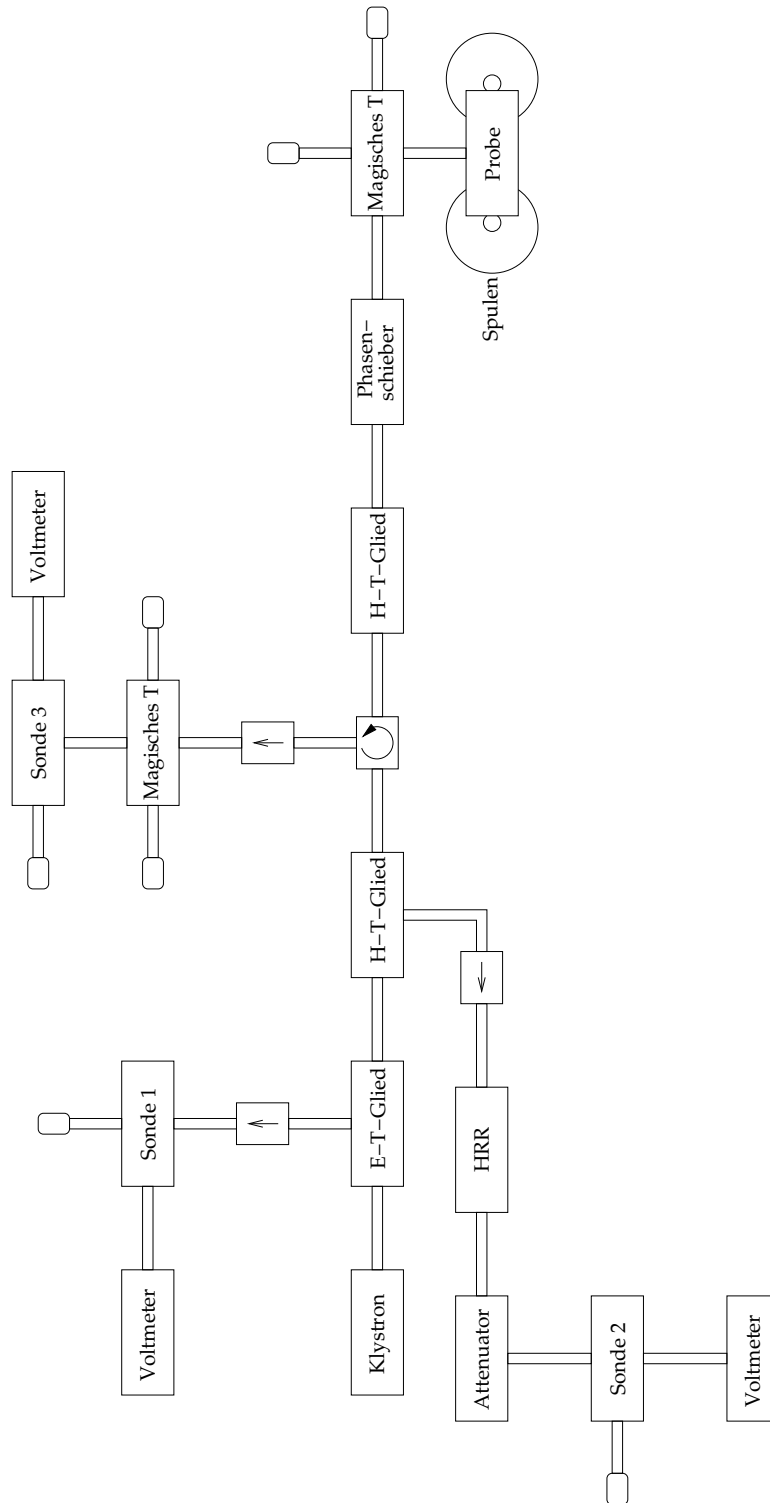 Voltmeter
Sonde 3
Magisches T
Voltmeter
Sonde 1
Klystron
E−T−Glied
H−T−Glied
H−T−Glied
Phasen−
schieber
Magisches T
Attenuator
HRR
Spulen
Probe
Sonde 2
Voltmeter